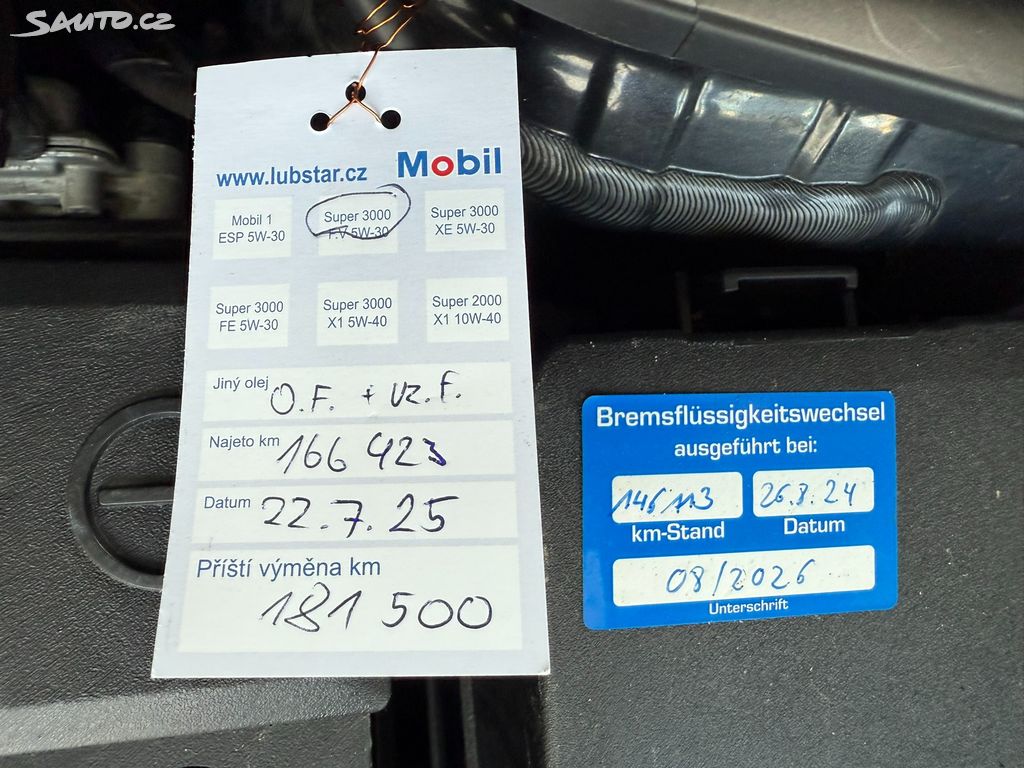 SAUTO.CZ
www.lubstar.cz Mobil
Mobil 1
ESP 5W-30
Super 3000
F.V 5W-30
Super 3000
XE 5W-30
Super 3000
FE 5W-30
Super 3000
X1 5W-40
Super 2000
X1 10W-40
Jiný olej O.F. + VZ.F.
Najeto km 166 423
Datum 22.7.25
Příští výměna km
181 500
Bremsflüssigkeitswechsel
ausgeführt bei:
146113 26.8.24
km-Stand Datum
08/2026
Unterschrift